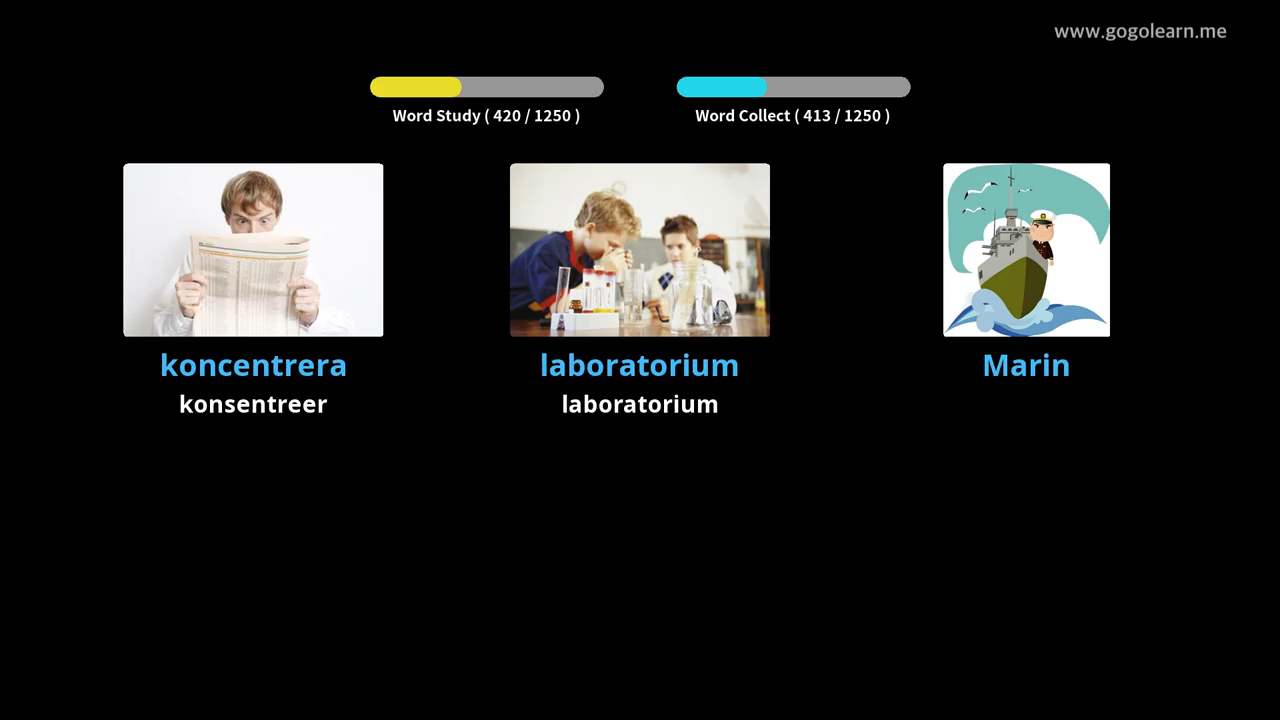 www.gogolearn.me
Word Study ( 420 / 1250 )
Word Collect ( 413 / 1250 )
koncentrera
laboratorium
Marin
konsentreer
laboratorium